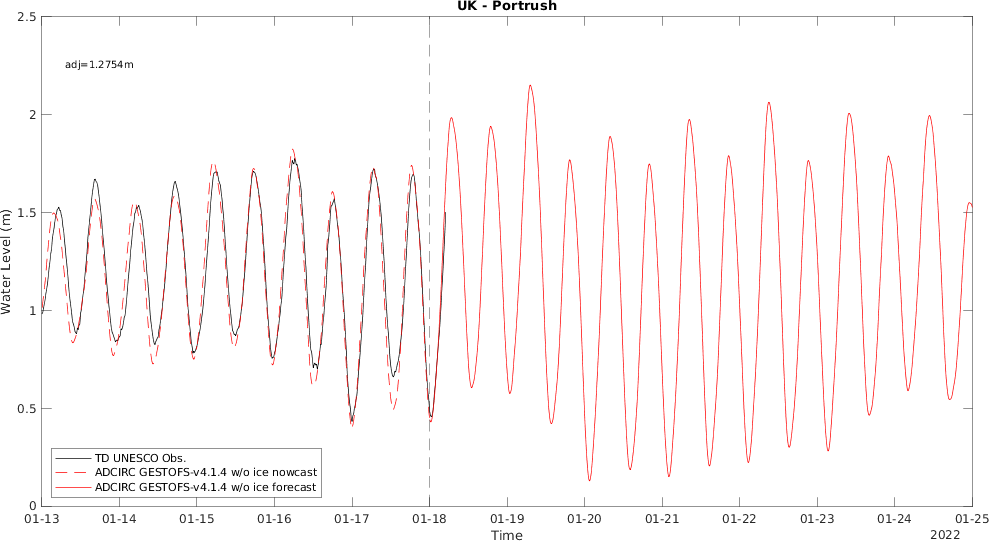 UK - Portrush
adj=1.2754m
Water Level (m)
2.5
2
1.5
1
0.5
0
TD UNESCO Obs.
ADCIRC GESTOFS-v4.1.4 w/o ice nowcast
ADCIRC GESTOFS-v4.1.4 w/o ice forecast
01-13 01-14 01-15 01-16 01-17 01-18 01-19 01-20 01-21 01-22 01-23 01-24 01-25
Time
2022